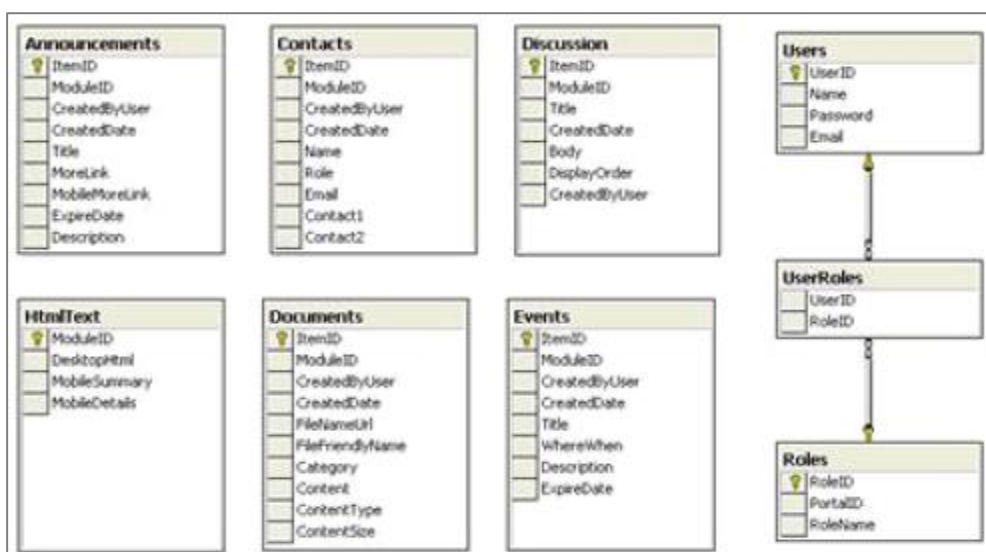 Announcements
ItemID
ModuleID
CreatedByUser
CreatedDate
Title
MoreLink
MobileMoreLink
ExpireDate
Description
Contacts
ItemID
ModuleID
CreatedByUser
CreatedDate
Name
Role
Email
Contact1
Contact2
Discussion
ItemID
ModuleID
Title
CreatedDate
Body
DisplayOrder
CreatedByUser
Users
UserID
Name
Password
Email
UserRoles
UserID
RoleID
HtmlText
ModuleID
DesktopHtml
MobileSummary
MobileDetails
Documents
ItemID
ModuleID
CreatedByUser
CreatedDate
FileNameUrl
FileFriendlyName
Category
Content
ContentType
ContentSize
Events
ItemID
ModuleID
CreatedByUser
CreatedDate
Title
WhereWhen
Description
ExpireDate
Roles
RoleID
PortalID
RoleName